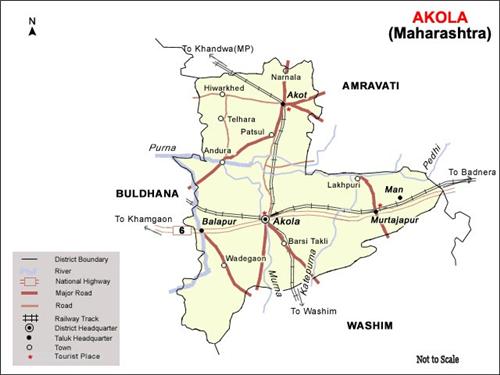 AKOLA
(Maharashtra)
N
To Khandwa(MP)
Narnala
AMRAVATI
Hiwarkhed
Akot
Telhara
Patsul
Purna
Andura
Pedhi
To Badnera
Lakhpuri
Man
BULDHANA
To Khamgaon
6
Balapur
Akola
Murtajapur
Barsi Takli
Wadegaon
Murna
Katepurna
To Washim
WASHIM
District Boundary
River
National Highway
Major Road
Road
Railway Track
District Headquarter
Taluk Headquarter
Town
Tourist Place
Not to Scale